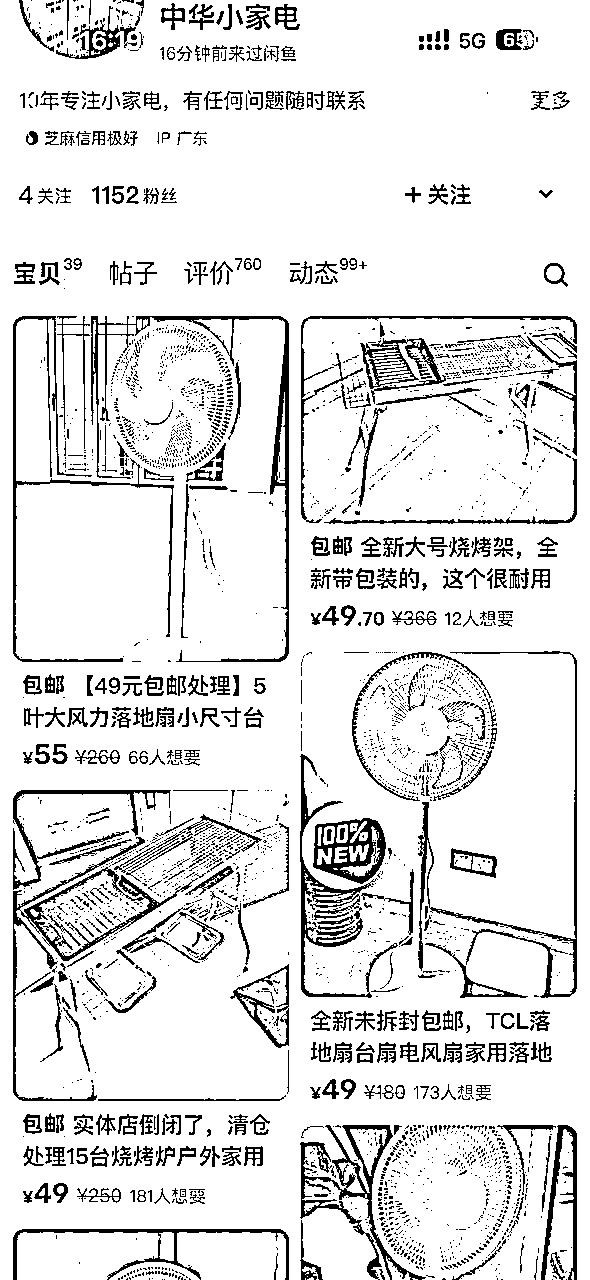 中华小家电
16:19
5G
16分钟前来过闲鱼
10年专注小家电，有任何问题随时联系
更多
芝麻信用极好 IP 广东
4关注 1152粉丝
+关注
宝贝39 帖子 评价760 动态99+
包邮 【49元包邮处理】5
叶大风力落地扇小尺寸台
¥55 ¥260 66人想要
包邮 全新大号烧烤架，全
新带包装的，这个很耐用
¥49.70 ¥366 12人想要
100%
NEW
全新未拆封包邮，TCL落
地扇台扇电风扇家用落地
¥49 ¥180 173人想要
包邮 实体店倒闭了，清仓
处理15台烧烤炉户外家用
¥49 ¥250 181人想要